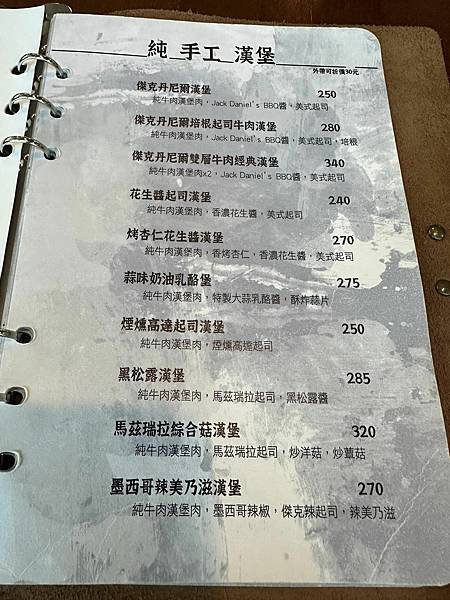 純 手工 漢堡
外帶可折價30元
傑克丹尼爾漢堡 250
純牛肉漢堡肉，Jack Daniel's BBQ醬，美式起司
傑克丹尼爾培根起司牛肉漢堡 280
純牛肉漢堡肉，Jack Daniel's BBQ醬，美式起司，培根
傑克丹尼爾雙層牛肉經典漢堡 340
純牛肉漢堡肉x2，Jack Daniel's BBQ醬，美式起司
花生醬起司漢堡 240
純牛肉漢堡肉，香濃花生醬，美式起司
烤杏仁花生醬漢堡 270
純牛肉漢堡肉，香烤杏仁，香濃花生醬．美式起司
蒜味奶油乳酪堡 275
純牛肉漢堡肉，特製大蒜乳酪醬，酥炸蒜片
煙燻高達起司漢堡 250
純牛肉漢堡肉，煙燻高達起司
黑松露漢堡 285
純牛肉漢堡肉，馬茲瑞拉起司，黑松露醬
馬茲瑞拉綜合菇漢堡 320
純牛肉漢堡肉，馬茲瑞拉起司，炒洋菇，炒蕈菇
墨西哥辣美乃滋漢堡 270
純牛肉漢堡肉，墨西哥辣椒，傑克辣起司，辣美乃滋